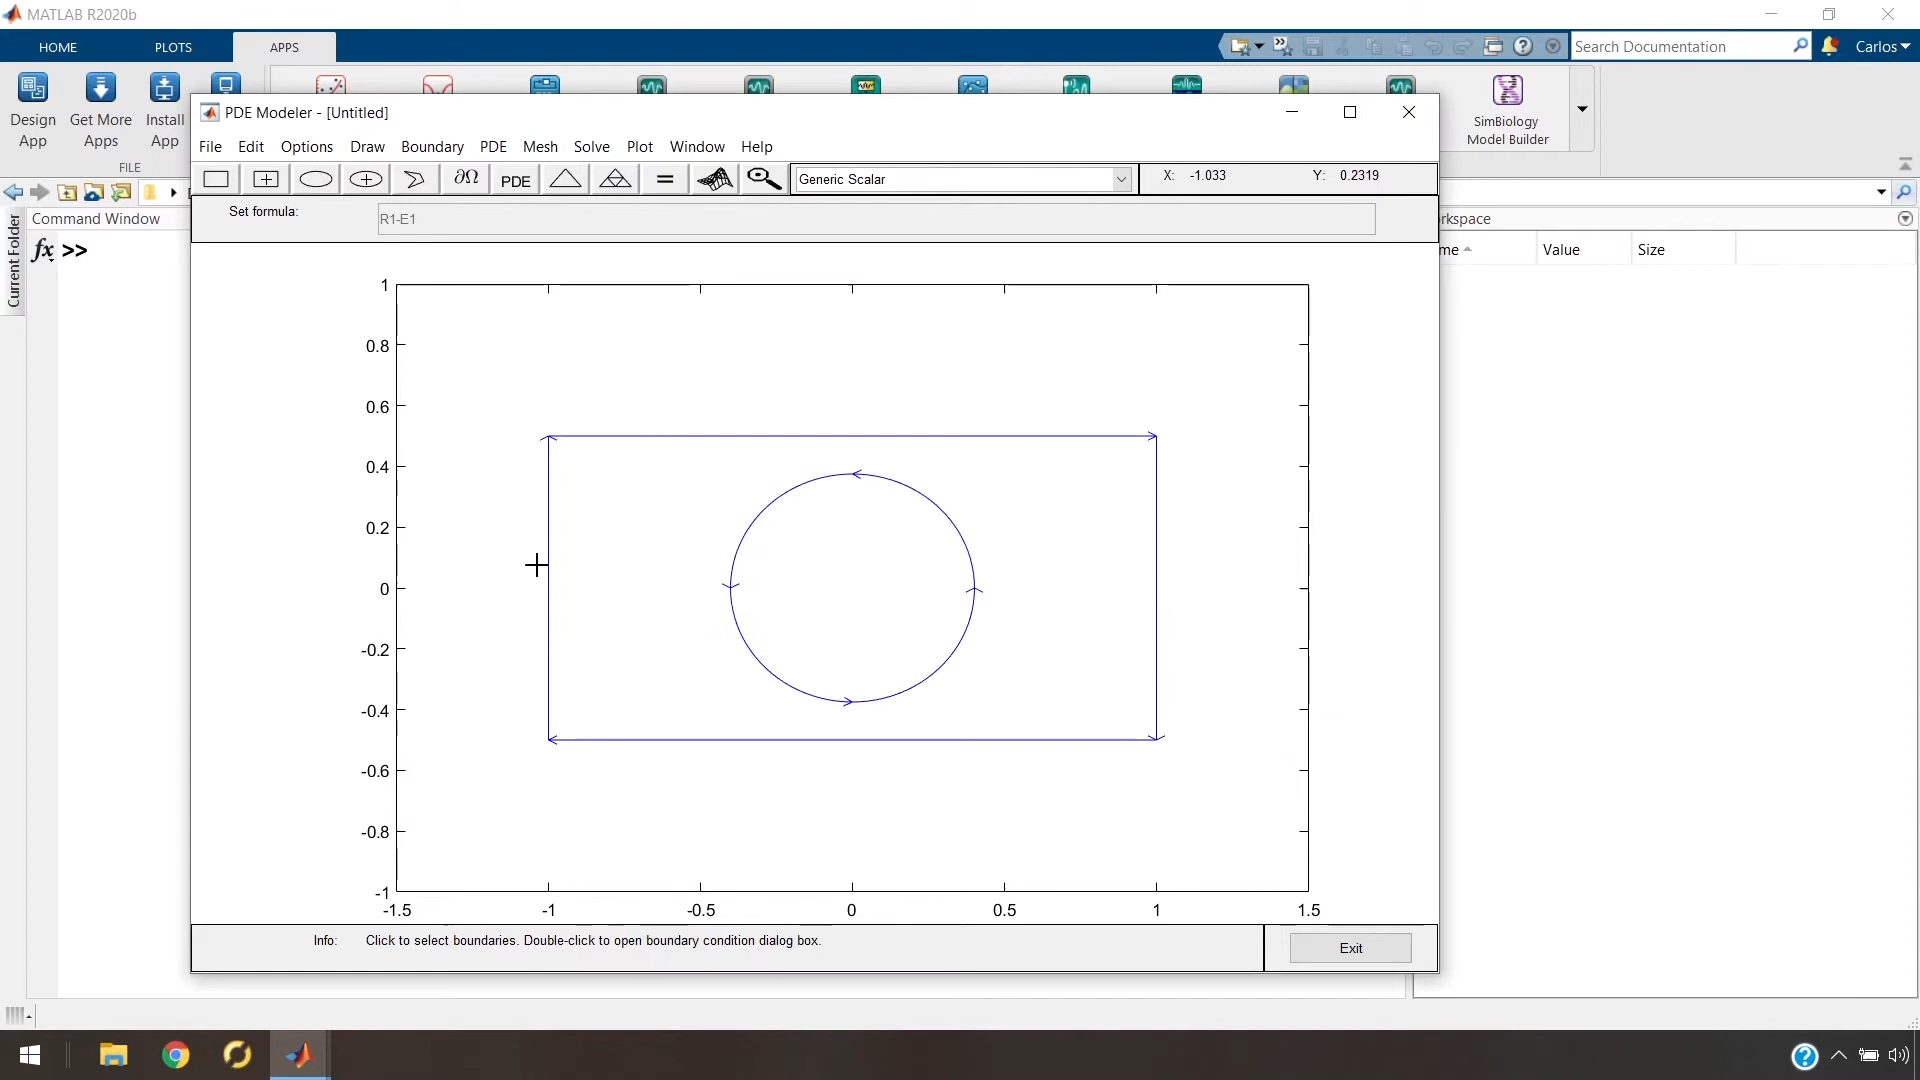 MATLAB R2020b
HOME PLOTS APPS
Search Documentation
Carlos
Design App
Get More Apps
Install App
FILE
SimBiology Model Builder
PDE Modeler - [Untitled]
File Edit Options Draw Boundary PDE Mesh Solve Plot Window Help
∂Ω PDE = Generic Scalar X: -1.033 Y: 0.2319
Set formula: R1-E1
Current Folder
Command Window
fx >>
rkspace
me Value Size
1
0.8
0.6
0.4
0.2
0
-0.2
-0.4
-0.6
-0.8
-1
-1.5 -1 -0.5 0 0.5 1 1.5
Info: Click to select boundaries. Double-click to open boundary condition dialog box.
Exit